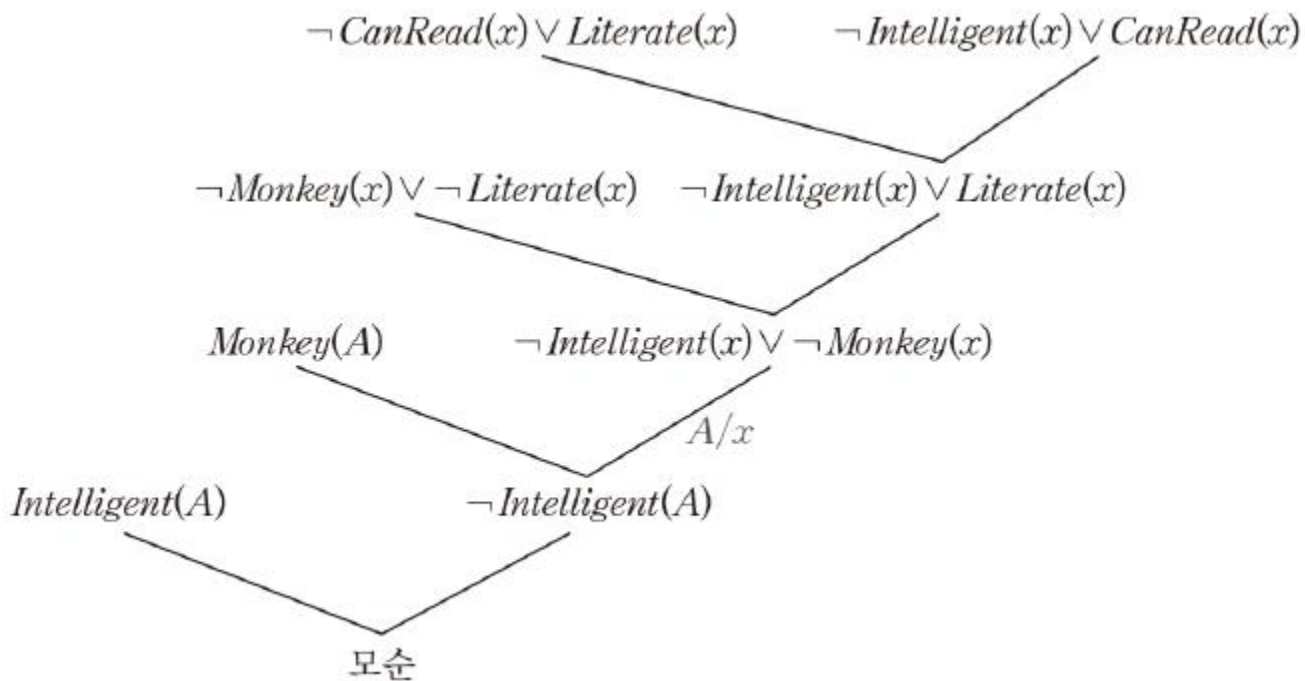 ¬CanRead(x)∨Literate(x) ¬Intelligent(x)∨CanRead(x)
¬Monkey(x)∨¬Literate(x) ¬Intelligent(x)∨Literate(x)
Monkey(A) ¬Intelligent(x)∨¬Monkey(x)
A/x
Intelligent(A) ¬Intelligent(A)
모순